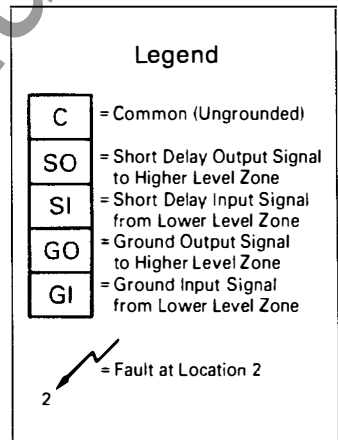 Legend
C = Common (Ungrounded)
SO = Short Delay Output Signal
to Higher Level Zone
SI = Short Delay Input Signal
from Lower Level Zone
GO = Ground Output Signal
to Higher Level Zone
GI = Ground Input Signal
from Lower Level Zone
= Fault at Location 2
2